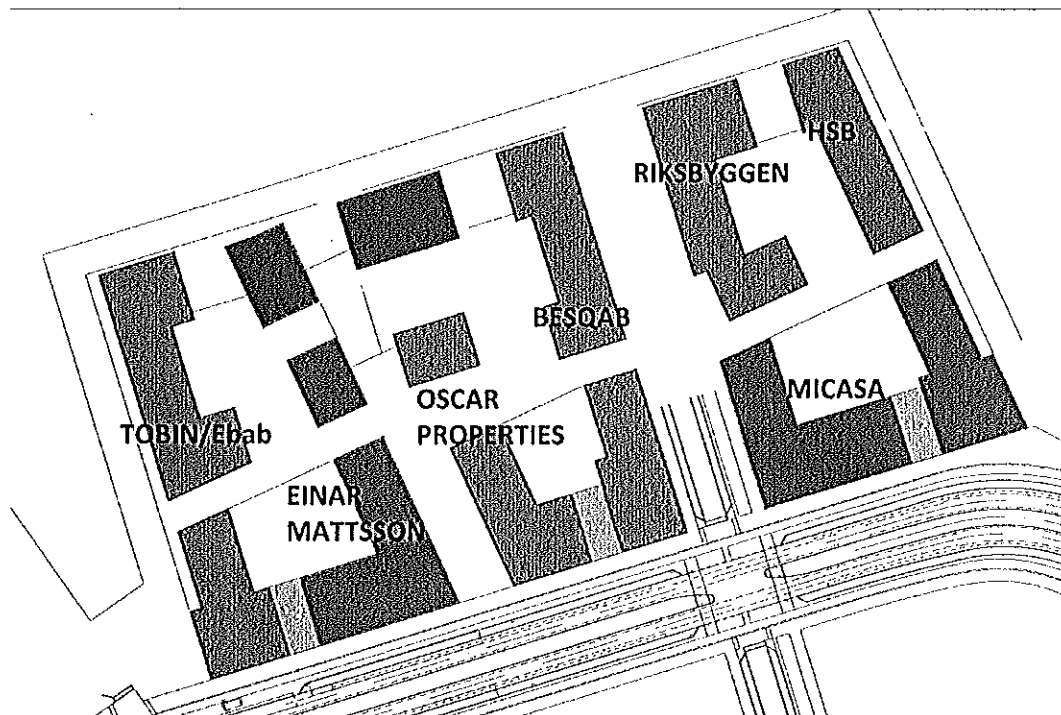 HSB
RIKSBYGGEN
BESQAB
MICASA
OSCAR
PROPERTIES
TOBIN/Ebab
EINAR
MATTSSON